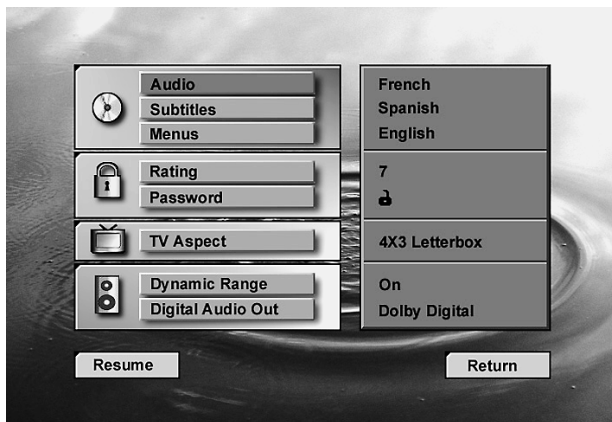 Audio French
Subtitles Spanish
Menus English
Rating 7
Password
TV Aspect 4X3 Letterbox
Dynamic Range On
Digital Audio Out Dolby Digital
Resume Return